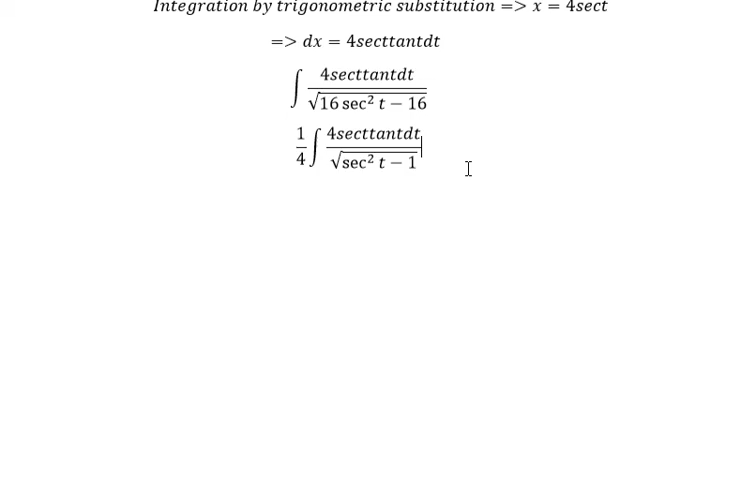 Integration by trigonometric substitution => x = 4sect
=> dx = 4secttantdt
∫ 4secttantdt / √(16 sec² t − 16)
1/4 ∫ 4secttantdt / √(sec² t − 1)